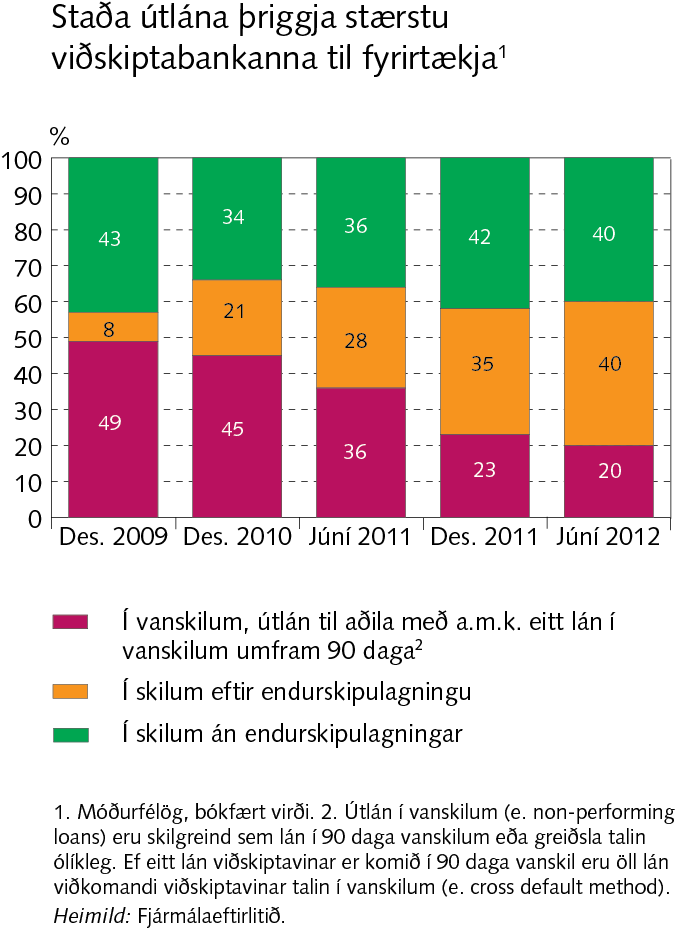 Staða útlána þriggja stærstu
viðskiptabankanna til fyrirtækja¹
%
100
90
80
70
60
50
40
30
20
10
0
43
34
36
42
40
8
21
28
35
40
49
45
36
23
20
Des. 2009
Des. 2010
Júní 2011
Des. 2011
Júní 2012
Í vanskilum, útlán til aðila með a.m.k. eitt lán í
vanskilum umfram 90 daga²
Í skilum eftir endurskipulagningu
Í skilum án endurskipulagningar
1. Móðurfélög, bókfært virði. 2. Útlán í vanskilum (e. non-performing
loans) eru skilgreind sem lán í 90 daga vanskilum eða greiðsla talin
ólíkleg. Ef eitt lán viðskiptavinar er komið í 90 daga vanskil eru öll lán
viðkomandi viðskiptavinar talin í vanskilum (e. cross default method).
Heimild: Fjármálaeftirlitið.